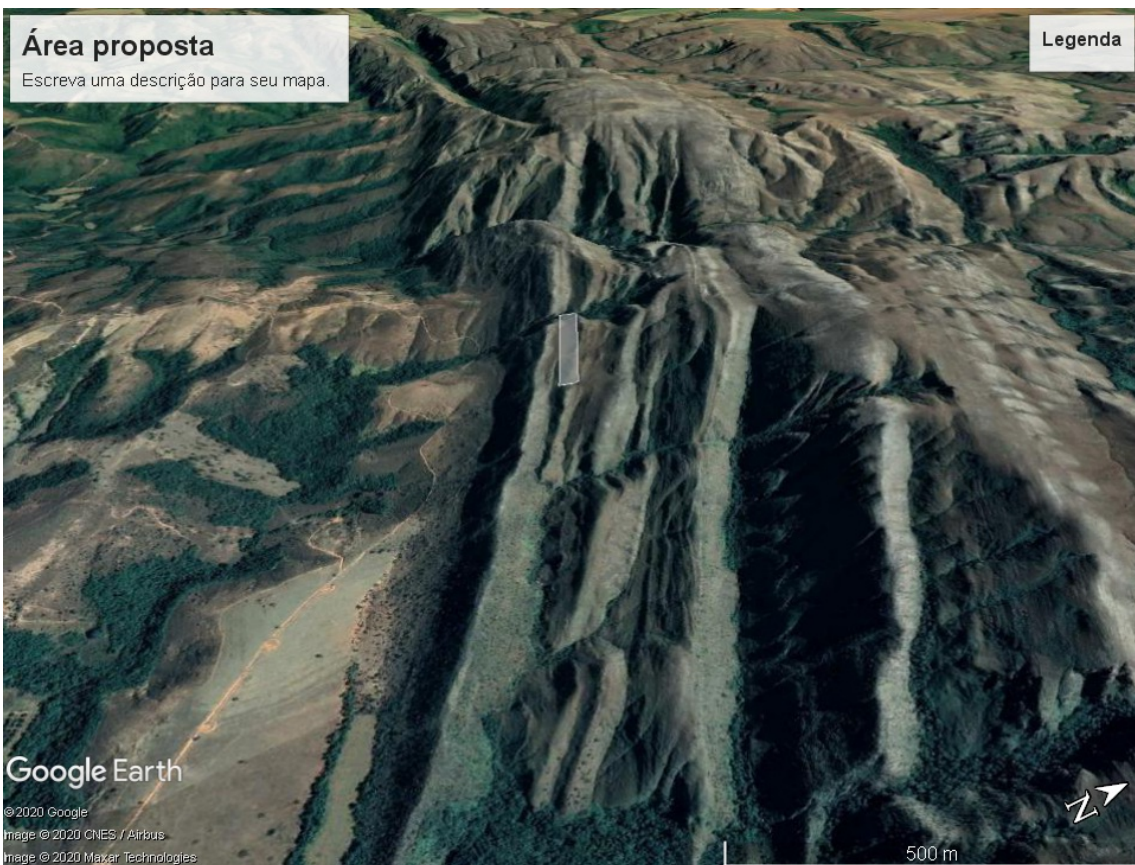 Área proposta
Escreva uma descrição para seu mapa.
Legenda
Google Earth
©2020 Google
Image © 2020 CNES / Airbus
Image © 2020 Maxar Technologies
N
500 m